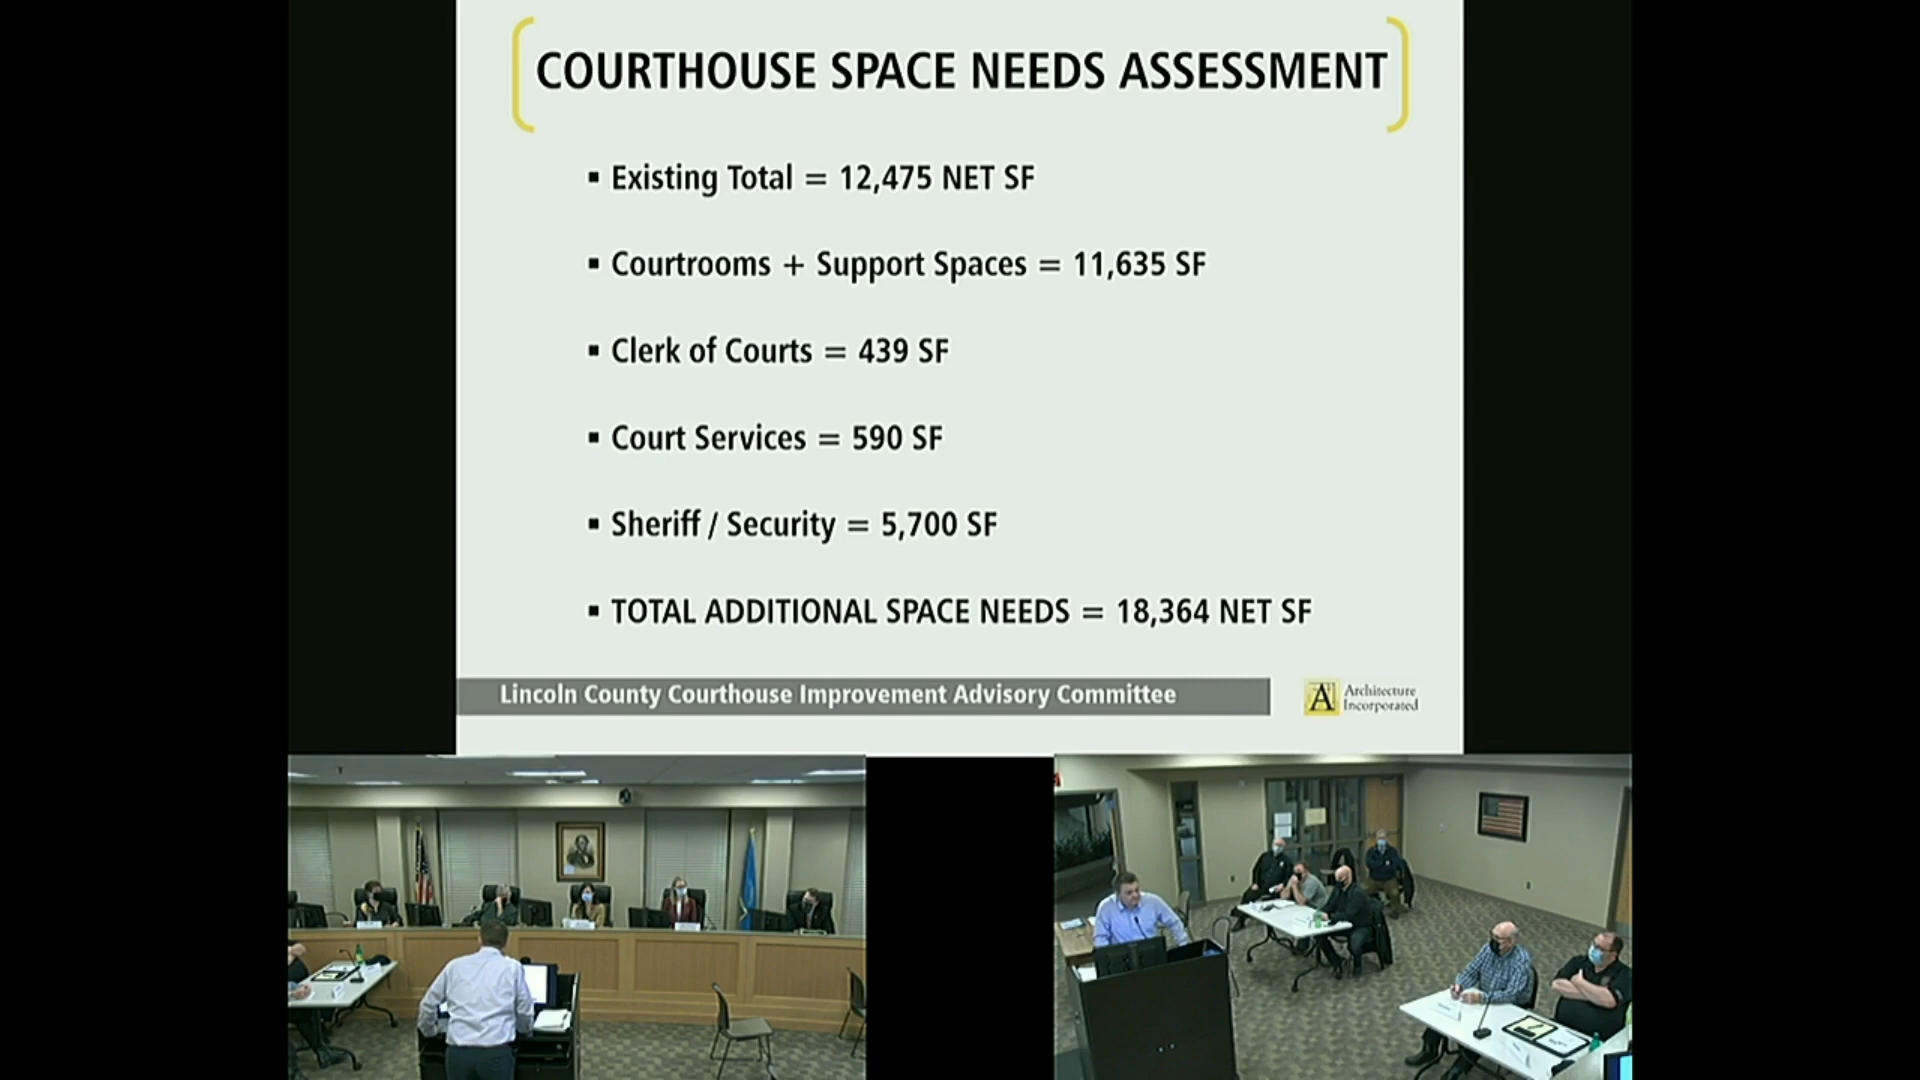 COURTHOUSE SPACE NEEDS ASSESSMENT
▪ Existing Total = 12,475 NET SF
▪ Courtrooms + Support Spaces = 11,635 SF
▪ Clerk of Courts = 439 SF
▪ Court Services = 590 SF
▪ Sheriff / Security = 5,700 SF
▪ TOTAL ADDITIONAL SPACE NEEDS = 18,364 NET SF
Lincoln County Courthouse Improvement Advisory Committee
A
Architecture
Incorporated